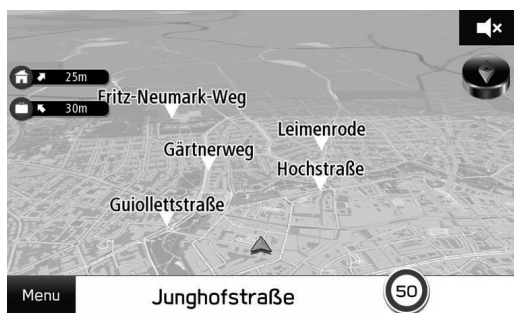 25m
30m
Fritz-Neumark-Weg
Leimenrode
Gärtnerweg
Hochstraße
Guiollettstraße
Menu
Junghofstraße
50